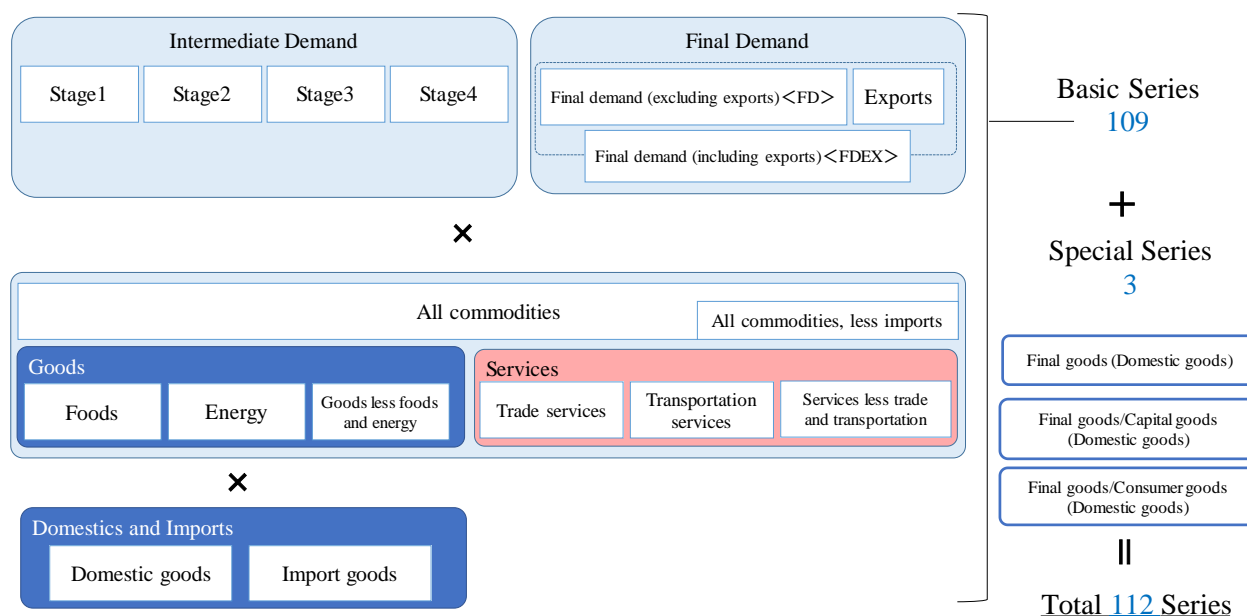 Intermediate Demand
Stage1
Stage2
Stage3
Stage4
Final Demand
Final demand (excluding exports)<FD>
Exports
Final demand (including exports)<FDEX>
×
All commodities
All commodities, less imports
Goods
Foods
Energy
Goods less foods
and energy
Services
Trade services
Transportation
services
Services less trade
and transportation
×
Domestics and Imports
Domestic goods
Import goods
Basic Series
109
+
Special Series
3
Final goods (Domestic goods)
Final goods/Capital goods
(Domestic goods)
Final goods/Consumer goods
(Domestic goods)
=
Total 112 Series